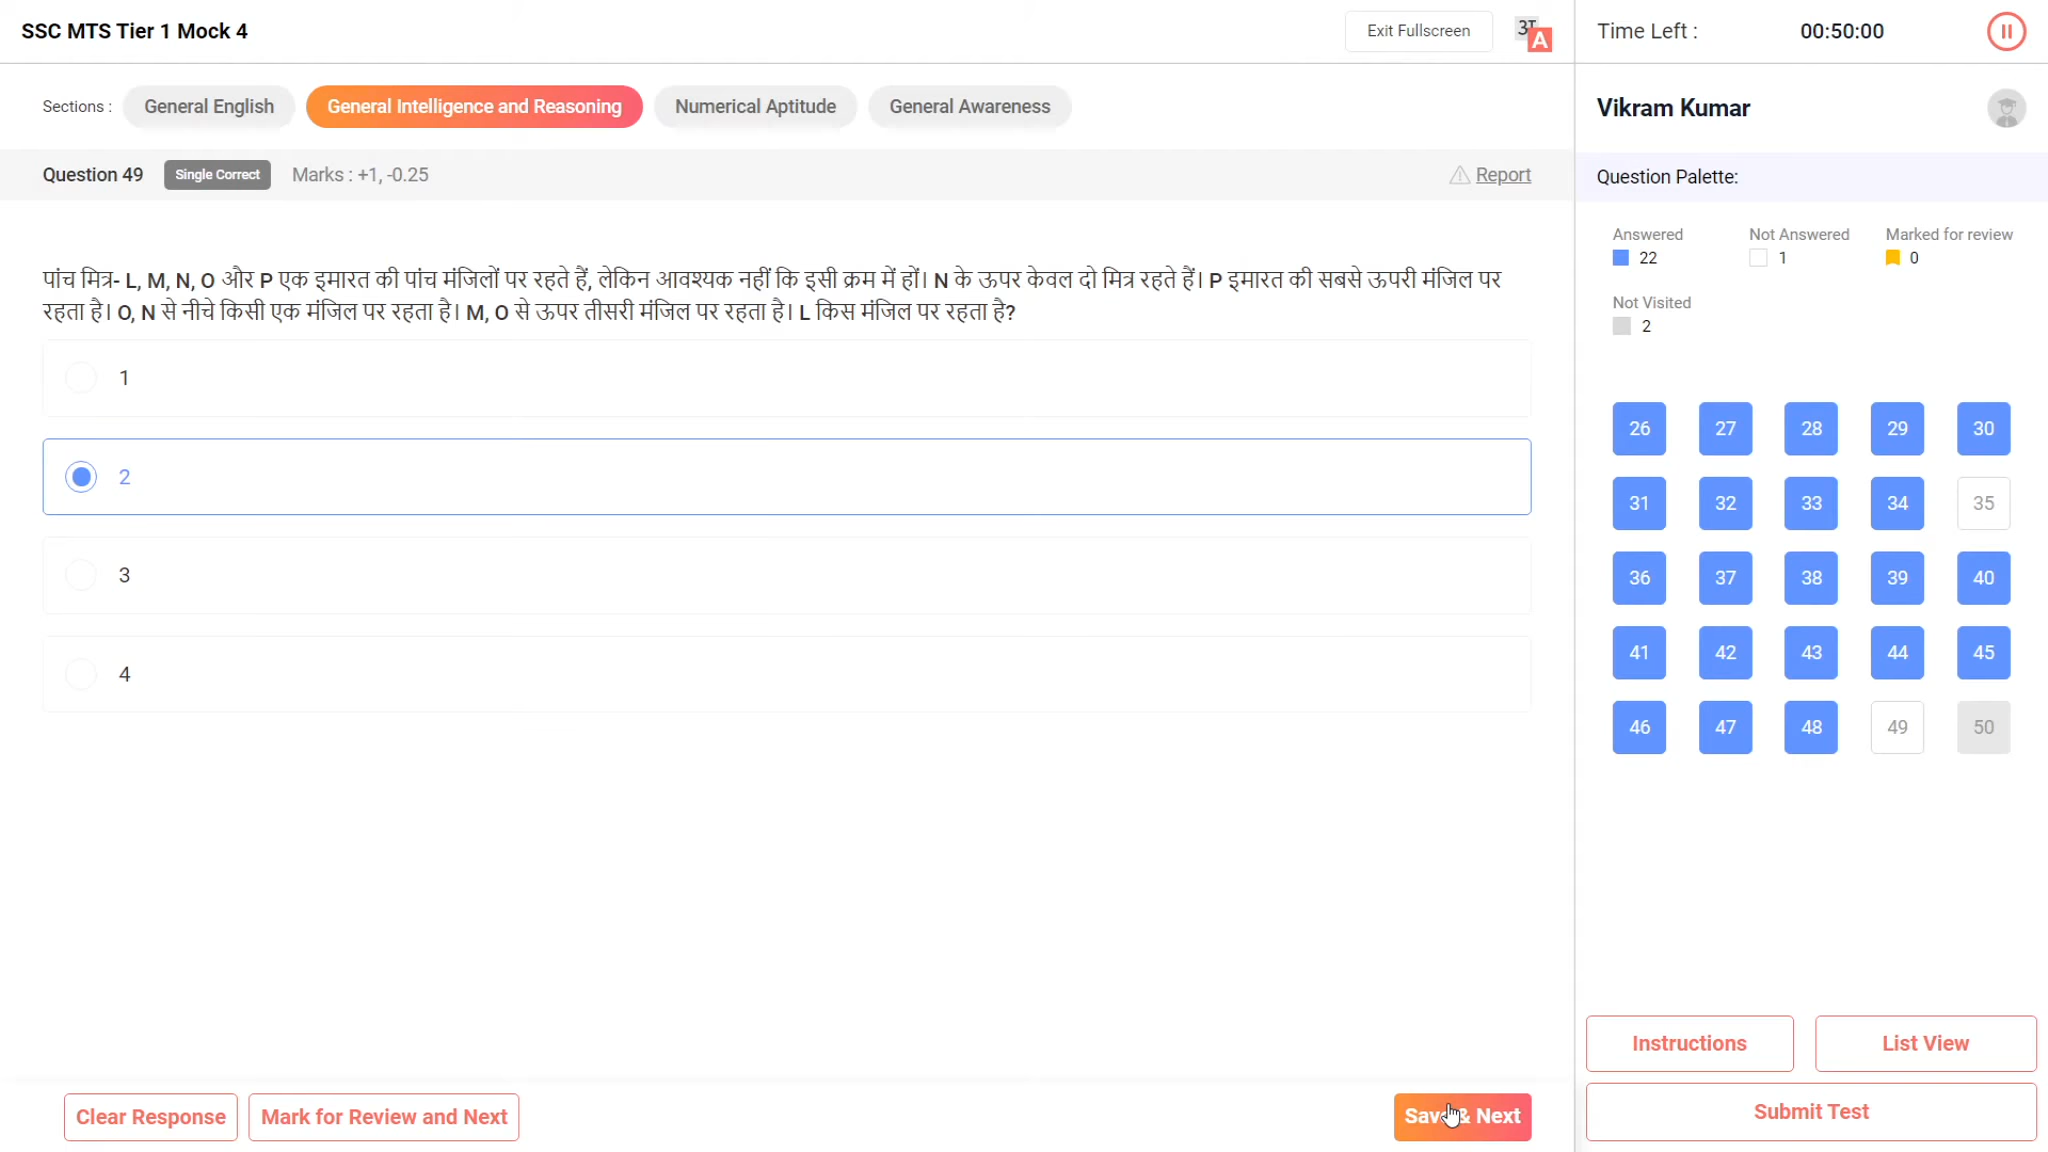 SSC MTS Tier 1 Mock 4
Exit Fullscreen
अ A
Time Left :
00:50:00
Sections :
General English
General Intelligence and Reasoning
Numerical Aptitude
General Awareness
Vikram Kumar
Question 49
Single Correct
Marks : +1, -0.25
Report
Question Palette:
Answered
22
Not Answered
1
Marked for review
0
Not Visited
2
पांच मित्र- L, M, N, O और P एक इमारत की पांच मंजिलों पर रहते हैं, लेकिन आवश्यक नहीं कि इसी क्रम में हों। N के ऊपर केवल दो मित्र रहते हैं। P इमारत की सबसे ऊपरी मंजिल पर
रहता है। O, N से नीचे किसी एक मंजिल पर रहता है। M, O से ऊपर तीसरी मंजिल पर रहता है। L किस मंजिल पर रहता है?
1
2
3
4
26 27 28 29 30
31 32 33 34 35
36 37 38 39 40
41 42 43 44 45
46 47 48 49 50
Instructions
List View
Clear Response
Mark for Review and Next
Save & Next
Submit Test